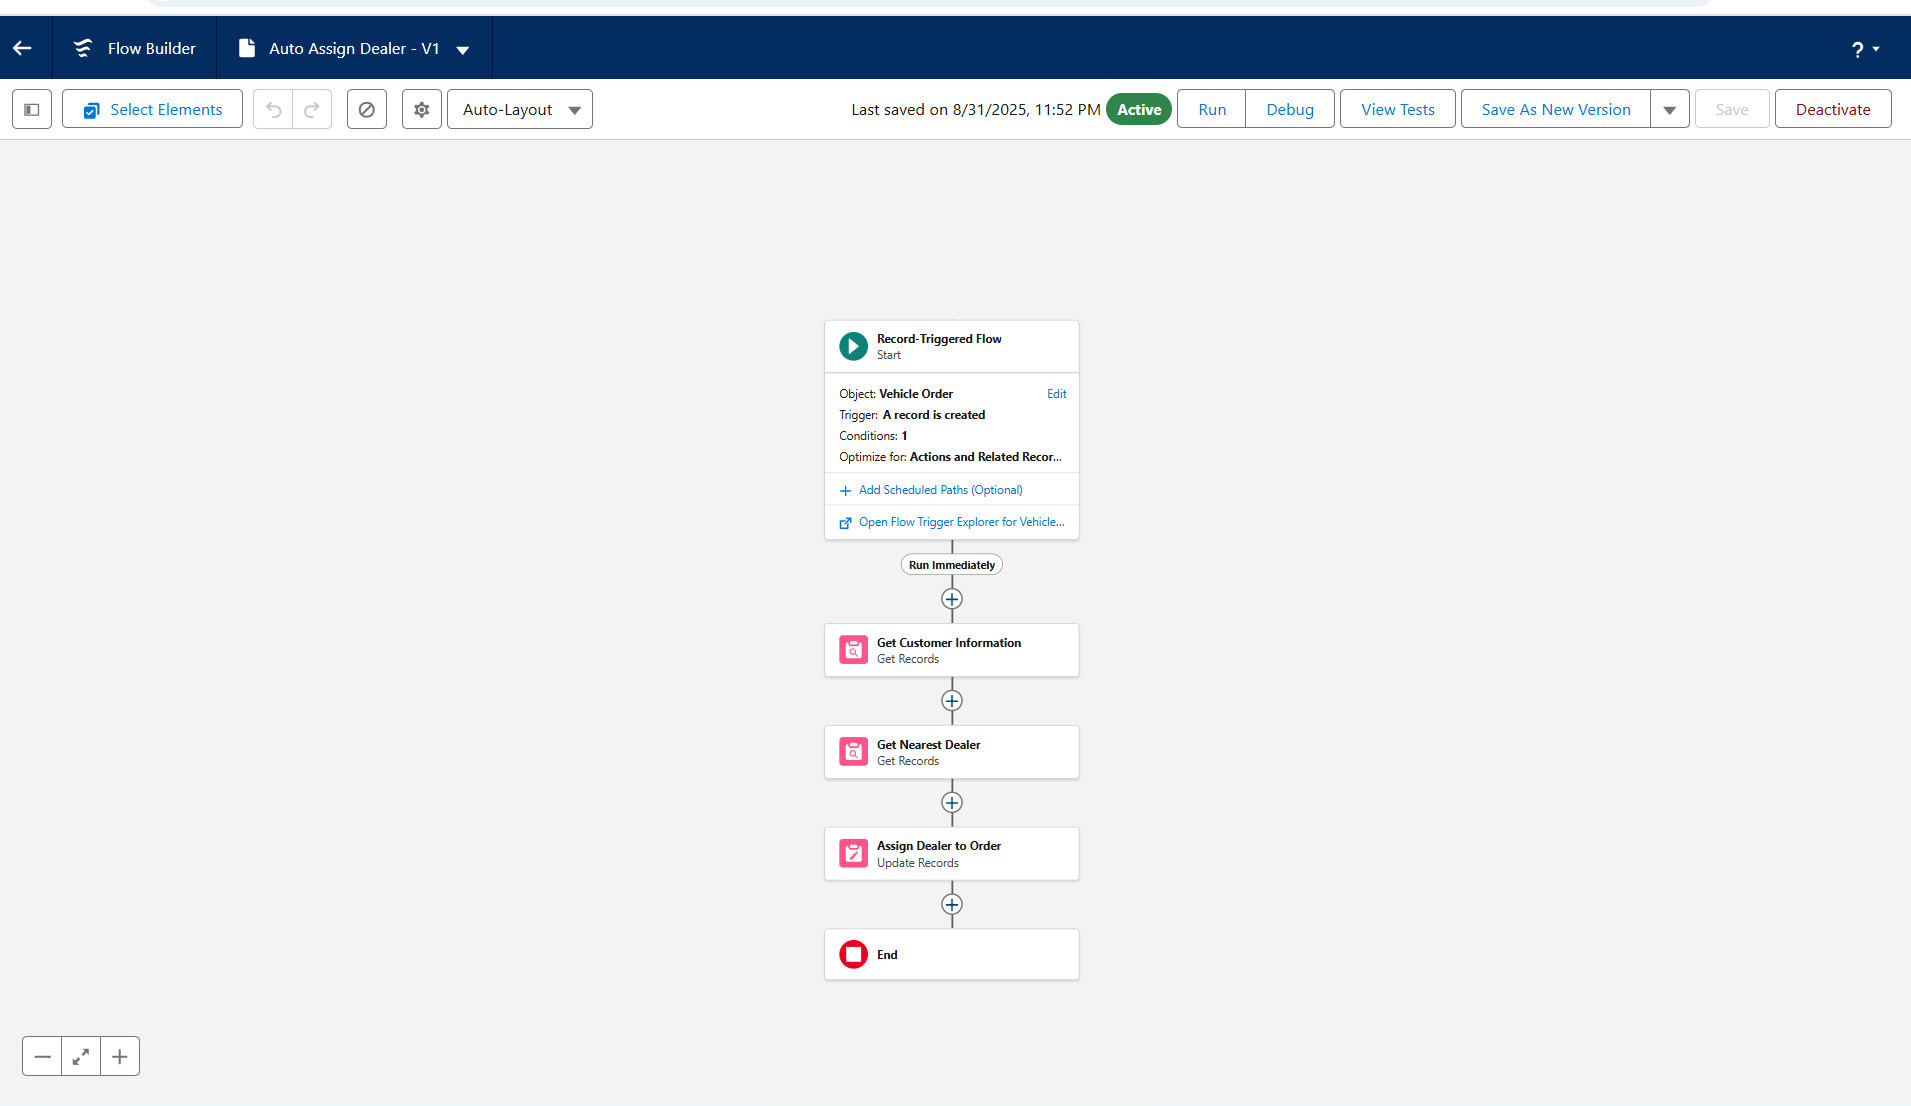 Flow Builder
Auto Assign Dealer - V1
?
Select Elements
Auto-Layout
Last saved on 8/31/2025, 11:52 PM
Active
Run
Debug
View Tests
Save As New Version
Save
Deactivate
Record-Triggered Flow
Start
Object: Vehicle Order
Edit
Trigger: A record is created
Conditions: 1
Optimize for: Actions and Related Recor...
Add Scheduled Paths (Optional)
Open Flow Trigger Explorer for Vehicle...
Run Immediately
Get Customer Information
Get Records
Get Nearest Dealer
Get Records
Assign Dealer to Order
Update Records
End